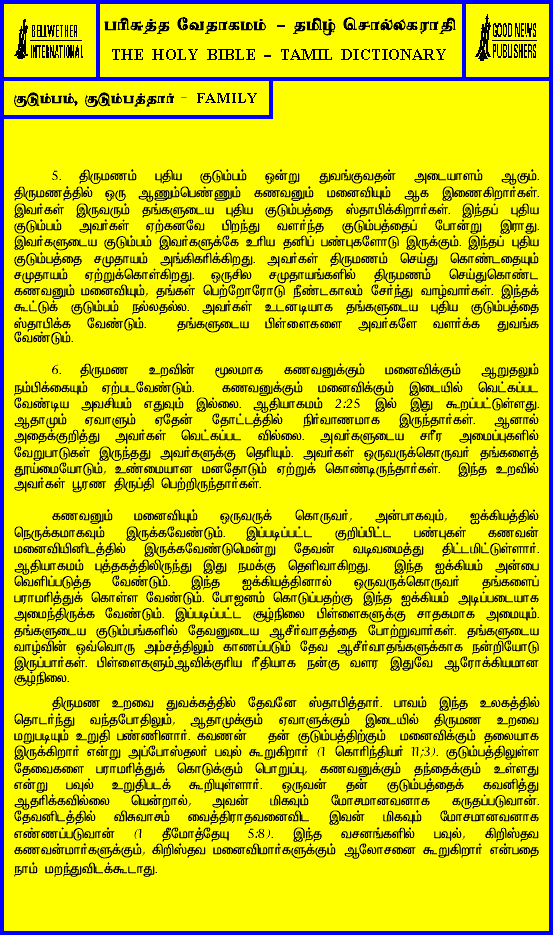 BELLWETHER
INTERNATIONAL
பரிசுத்த வேதாகமம் – தமிழ் சொல்லகராதி
THE HOLY BIBLE – TAMIL DICTIONARY
GOOD NEWS
PUBLISHERS
குடும்பம், குடும்பத்தார் – FAMILY
5. திருமணம் புதிய குடும்பம் ஒன்று துவங்குவதன் அடையாளம் ஆகும்.
திருமணத்தில் ஒரு ஆணும்பெண்ணும் கணவனும் மனைவியும் ஆக இணைகிறார்கள்.
இவர்கள் இருவரும் தங்களுடைய புதிய குடும்பத்தை ஸ்தாபிக்கிறார்கள். இந்தப் புதிய
குடும்பம் அவர்கள் ஏற்கனவே பிறந்து வளர்ந்த குடும்பத்தைப் போன்று இராது.
இவர்களுடைய குடும்பம் இவர்களுக்கே உரிய தனிப் பண்புகளோடு இருக்கும். இந்தப் புதிய
குடும்பத்தை சமுதாயம் அங்கிகரிக்கிறது. அவர்கள் திருமணம் செய்து கொண்டதையும்
சமுதாயம் ஏற்றுக்கொள்கிறது. ஒருசில சமுதாயங்களில் திருமணம் செய்துகொண்ட
கணவனும் மனைவியும், தங்கள் பெற்றோரோடு நீண்டகாலம் சேர்ந்து வாழ்வார்கள். இந்தக்
கூட்டுக் குடும்பம் நல்லதல்ல. அவர்கள் உடனடியாக தங்களுடைய புதிய குடும்பத்தை
ஸ்தாபிக்க வேண்டும். தங்களுடைய பிள்ளைகளை அவர்களே வளர்க்க துவங்க
வேண்டும்.
6. திருமண உறவின் மூலமாக கணவனுக்கும் மனைவிக்கும் ஆறுதலும்
நம்பிக்கையும் ஏற்படவேண்டும். கணவனுக்கும் மனைவிக்கும் இடையில் வெட்கப்பட
வேண்டிய அவசியம் எதுவும் இல்லை. ஆதியாகமம் 2:25 இல் இது கூறப்பட்டுள்ளது.
ஆதாமும் ஏவாளும் ஏதேன் தோட்டத்தில் நிர்வாணமாக இருந்தார்கள். ஆனால்
அதைக்குறித்து அவர்கள் வெட்கப்பட வில்லை. அவர்களுடைய சரீர அமைப்புகளில்
வேறுபாடுகள் இருந்தது அவர்களுக்கு தெரியும். அவர்கள் ஒருவருக்கொருவர் தங்களைத்
தூய்மையோடும், உண்மையான மனதோடும் ஏற்றுக் கொண்டிருந்தார்கள். இந்த உறவில்
அவர்கள் பூரண திருப்தி பெற்றிருந்தார்கள்.
கணவனும் மனைவியும் ஒருவருக் கொருவர், அன்பாகவும், ஐக்கியத்தில்
நெருக்கமாகவும் இருக்கவேண்டும். இப்படிப்பட்ட குறிப்பிட்ட பண்புகள் கணவன்
மனைவியினிடத்தில் இருக்கவேண்டுமென்று தேவன் வடிவமைத்து திட்டமிட்டுள்ளார்.
ஆதியாகமம் புத்தகத்திலிருந்து இது நமக்கு தெளிவாகிறது. இந்த ஐக்கியம் அன்பை
வெளிப்படுத்த வேண்டும். இந்த ஐக்கியத்தினால் ஒருவருக்கொருவர் தங்களைப்
பராமரித்துக் கொள்ள வேண்டும். போஜனம் கொடுப்பதற்கு இந்த ஐக்கியம் அடிப்படையாக
அமைந்திருக்க வேண்டும். இப்படிப்பட்ட சூழ்நிலை பிள்ளைகளுக்கு சாதகமாக அமையும்.
தங்களுடைய குடும்பங்களில் தேவனுடைய ஆசீர்வாதத்தை போற்றுவார்கள். தங்களுடைய
வாழ்வின் ஒவ்வொரு அம்சத்திலும் காணப்படும் தேவ ஆசீர்வாதங்களுக்காக நன்றியோடு
இருப்பார்கள். பிள்ளைகளும்ஆவிக்குரிய ரீதியாக நன்கு வளர இதுவே ஆரோக்கியமான
சூழ்நிலை.
திருமண உறவை துவக்கத்தில் தேவனே ஸ்தாபித்தார். பாவம் இந்த உலகத்தில்
தொடர்ந்து வந்தபோதிலும், ஆதாமுக்கும் ஏவாளுக்கும் இடையில் திருமண உறவை
மறுபடியும் உறுதி பண்ணினார். கவணன் தன் குடும்பத்திற்கும் மனைவிக்கும் தலையாக
இருக்கிறார் என்று அப்போஸ்தலர் பவுல் கூறுகிறார் (1 கொரிந்தியர் 11;3). குடும்பத்திலுள்ள
தேவைகளை பராமரித்துக் கொடுக்கும் பொறுப்பு, கணவனுக்கும் தந்தைக்கும் உள்ளது
என்று பவுல் உறுதிபடக் கூறியுள்ளார். ஒருவன் தன் குடும்பத்தைக் கவனித்து
ஆதரிக்கவில்லை யென்றால், அவன் மிகவும் மோசமானவனாக கருதப்படுவான்.
தேவனிடத்தில் விசுவாசம் வைத்திராதவனைவிட இவன் மிகவும் மோசமானவனாக
எண்ணப்படுவான் (1 தீமோத்தேயு 5:8). இந்த வசனங்களில் பவுல், கிறிஸ்தவ
கணவன்மார்களுக்கும், கிறிஸ்தவ மனைவிமார்களுக்கும் ஆலோசனை கூறுகிறார் என்பதை
நாம் மறந்துவிடக்கூடாது.